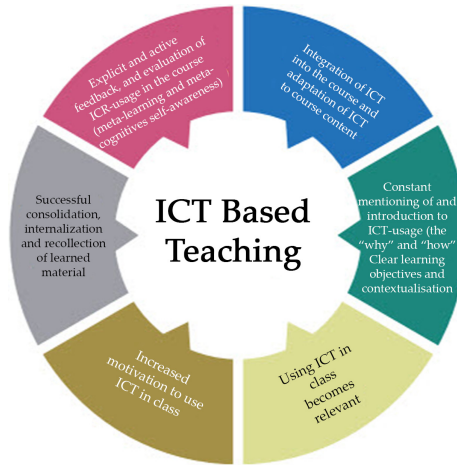 ICT Based
Teaching
Integration of ICT
into the course and
adaptation of ICT
to course content
Constant
mentioning of and
introduction to
ICT-usage (the
“why” and “how”
Clear learning
objectives and
contextualisation
Using ICT in
class
becomes
relevant
Increased
motivation to use
ICT in class
Successful
consolidation,
internalization
and recollection
of learned
material
Explicit and active
feedback, and evaluation of
ICR-usage in the course
(meta-learning and meta-
cognitives self-awareness)